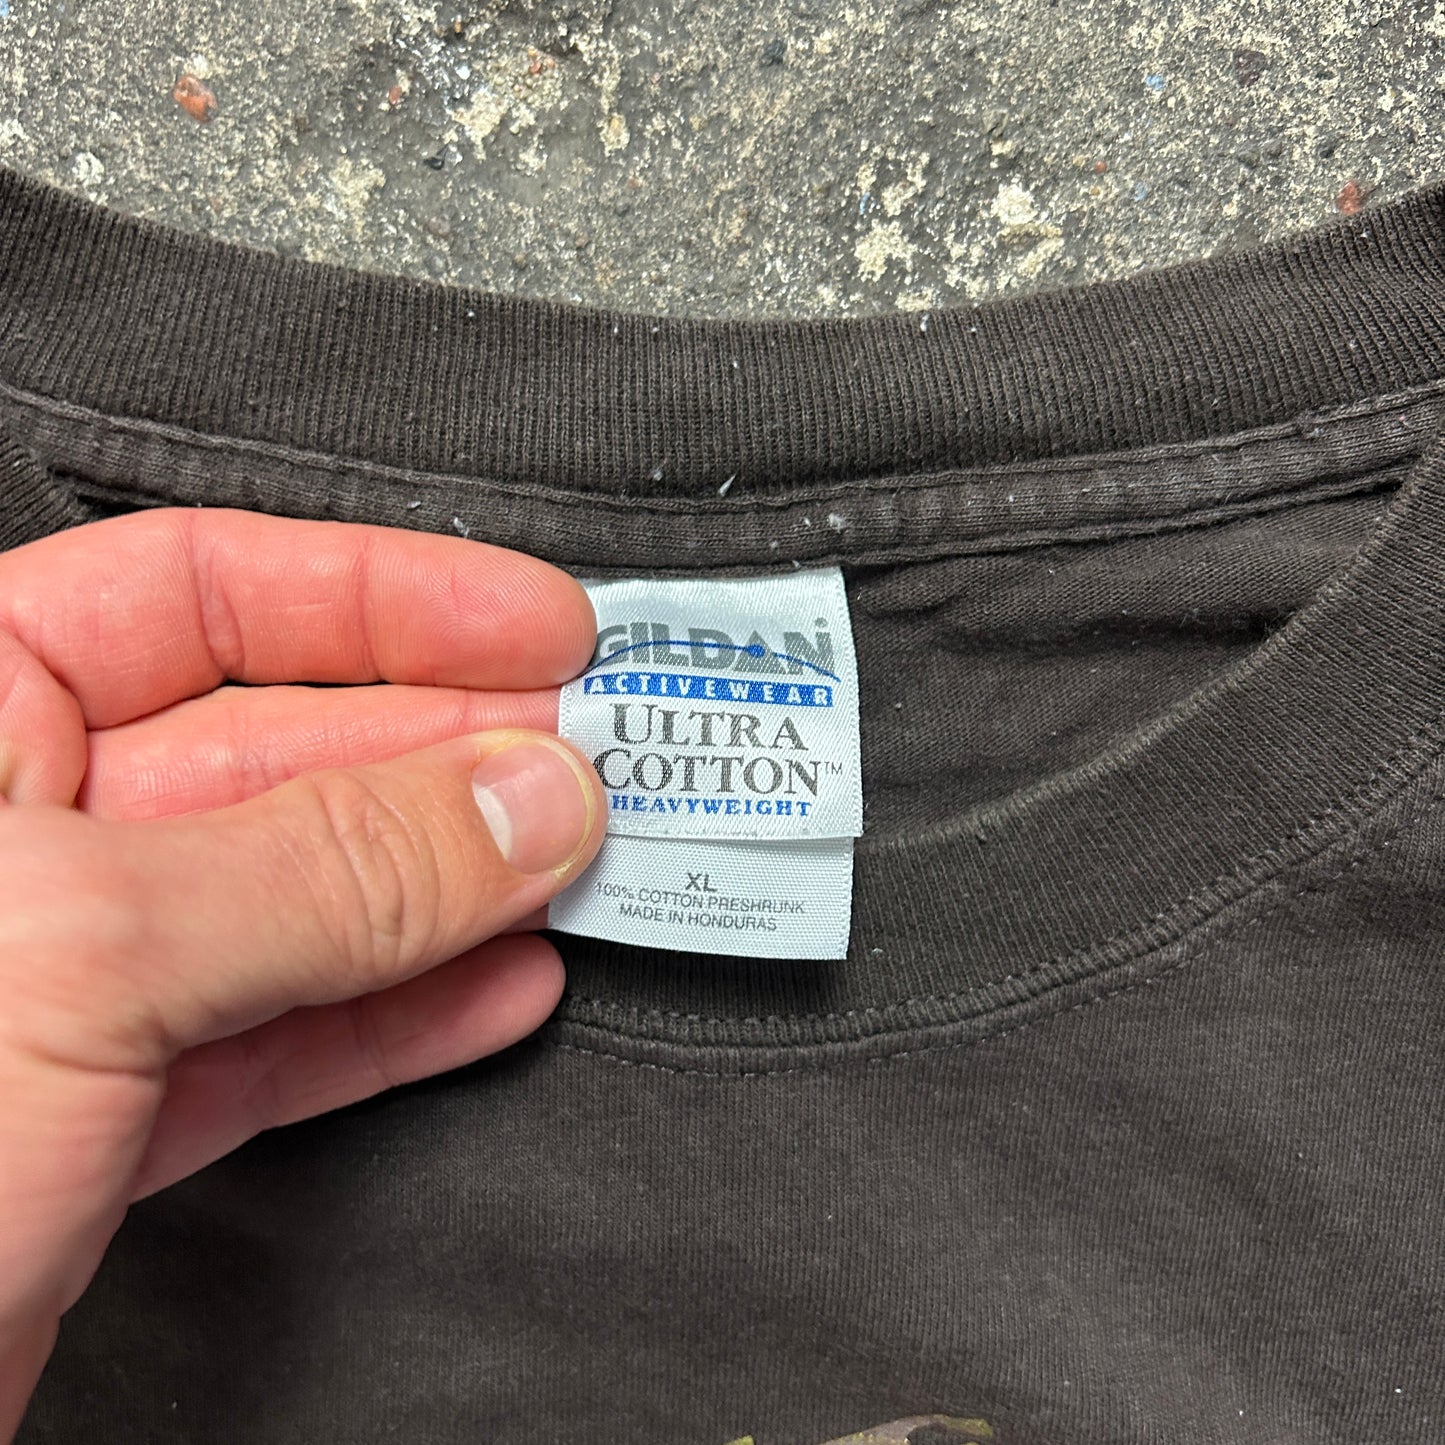 GILDAN
ACTIVEWEAR
ULTRA
COTTON™
HEAVYWEIGHT
XL
100% COTTON PRESHRUNK
MADE IN HONDURAS